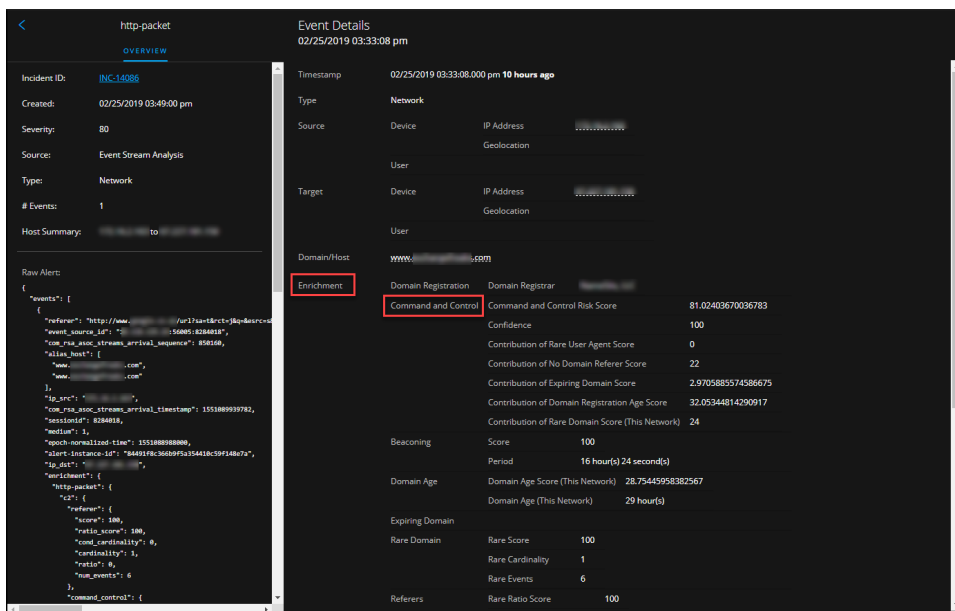 http-packet
OVERVIEW
Incident ID: INC-14086
Created: 02/25/2019 03:49:00 pm
Severity: 80
Source: Event Stream Analysis
Type: Network
# Events: 1
Host Summary: to
Raw Alert:
{
"events": [
{
"referer": "http://www. /url?sa=t&rct=j&q=&esrc=s&
"event_source_id": " :56005:8284018",
"com_rsa_asoc_streams_arrival_sequence": 850160,
"alias_host": [
"www. .com",
"www. .com"
],
"ip_src": " ",
"com_rsa_asoc_streams_arrival_timestamp": 1551089939782,
"sessionid": 8284018,
"medium": 1,
"epoch-normalized-time": 1551088988000,
"alert-instance-id": "84491f8c366b9f5a354410c59f148e7a",
"ip_dst": " ",
"enrichment": {
"http-packet": {
"c2": {
"referer": {
"score": 100,
"ratio_score": 100,
"cond_cardinality": 0,
"cardinality": 1,
"ratio": 0,
"num_events": 6
},
"command_control": {
Event Details
02/25/2019 03:33:08 pm
Timestamp 02/25/2019 03:33:08.000 pm 10 hours ago
Type Network
Source Device IP Address
Geolocation
User
Target Device IP Address
Geolocation
User
Domain/Host www. .com
Enrichment Domain Registration Domain Registrar
Command and Control Command and Control Risk Score 81.02403670036783
Confidence 100
Contribution of Rare User Agent Score 0
Contribution of No Domain Referer Score 22
Contribution of Expiring Domain Score 2.9705885574586675
Contribution of Domain Registration Age Score 32.05344814290917
Contribution of Rare Domain Score (This Network) 24
Beaconing Score 100
Period 16 hour(s) 24 second(s)
Domain Age Domain Age Score (This Network) 28.75445958382567
Domain Age (This Network) 29 hour(s)
Expiring Domain
Rare Domain Rare Score 100
Rare Cardinality 1
Rare Events 6
Referers Rare Ratio Score 100